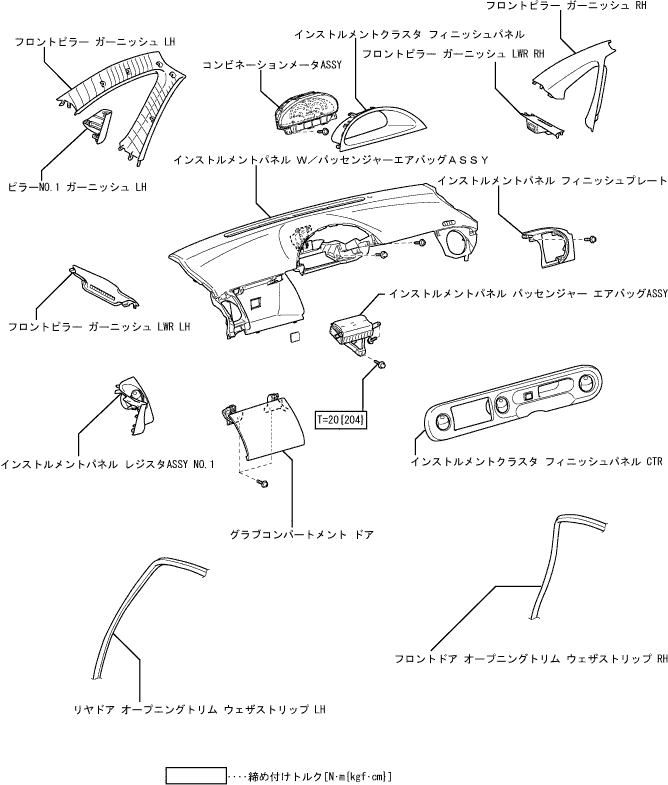 フロントピラー ガーニッシュ RH
インストルメントクラスタ フィニッシュパネル
フロントピラー ガーニッシュ LH
フロントピラー ガーニッシュ LWR RH
コンビネーションメータASSY
インストルメントパネル W／パッセンジャーエアバッグＡＳＳＹ
ピラーNO.1 ガーニッシュ LH
インストルメントパネル フィニッシュプレート
インストルメントパネル パッセンジャー エアバッグASSY
フロントピラー ガーニッシュ LWR LH
T=20{204}
インストルメントパネル レジスタASSY NO.1
インストルメントクラスタ フィニッシュパネル CTR
グラブコンパートメント ドア
フロントドア オープニングトリム ウェザストリップ RH
リヤドア オープニングトリム ウェザストリップ LH
････締め付けトルク[N･m{kgf･cm}]